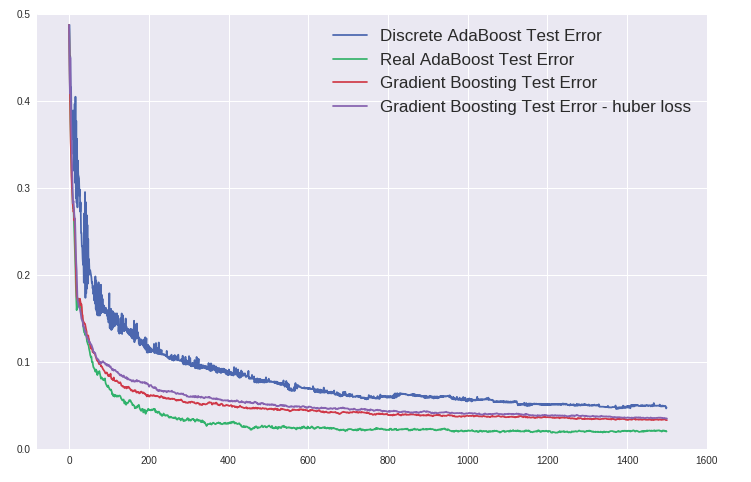 0.5
0.4
0.3
0.2
0.1
0.0
Discrete AdaBoost Test Error
Real AdaBoost Test Error
Gradient Boosting Test Error
Gradient Boosting Test Error - huber loss
0 200 400 600 800 1000 1200 1400 1600